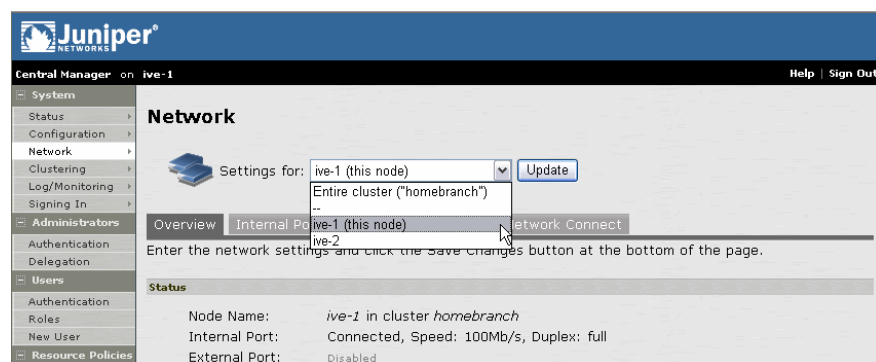 Juniper®
NETWORKS
Central Manager on ive-1
Help | Sign Out
System
Status
Configuration
Network
Clustering
Log/Monitoring
Signing In
Administrators
Authentication
Delegation
Users
Authentication
Roles
New User
Resource Policies
Network
Settings for: ive-1 (this node) Update
Entire cluster ("homebranch")
--
ive-1 (this node)
ive-2
Overview Internal Po etwork Connect
Enter the network settings and click the Save Changes button at the bottom of the page.
Status
Node Name: ive-1 in cluster homebranch
Internal Port: Connected, Speed: 100Mb/s, Duplex: full
External Port: Disabled